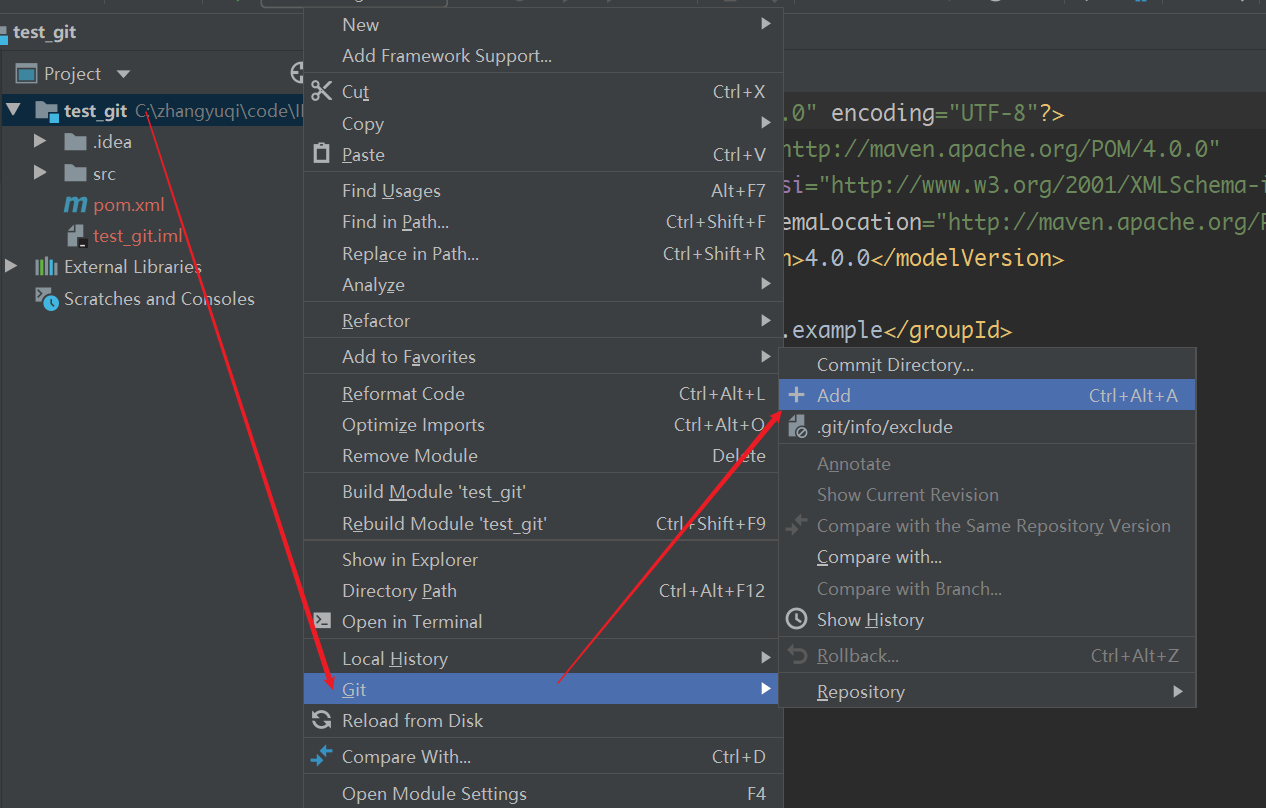 test_git
Project
test_git C:\zhangyuqi\code\I
.idea
src
pom.xml
test_git.iml
External Libraries
Scratches and Consoles
New
Add Framework Support...
Cut Ctrl+X
Copy
Paste Ctrl+V
Find Usages Alt+F7
Find in Path... Ctrl+Shift+F
Replace in Path... Ctrl+Shift+R
Analyze
Refactor
Add to Favorites
Reformat Code Ctrl+Alt+L
Optimize Imports Ctrl+Alt+O
Remove Module Delete
Build Module 'test_git'
Rebuild Module 'test_git' Ctrl+Shift+F9
Show in Explorer
Directory Path Ctrl+Alt+F12
Open in Terminal
Local History
Git
Reload from Disk
Compare With... Ctrl+D
Open Module Settings F4
.0" encoding="UTF-8"?>
http://maven.apache.org/POM/4.0.0"
si="http://www.w3.org/2001/XMLSchema-i
emaLocation="http://maven.apache.org/P
n>4.0.0</modelVersion>
.example</groupId>
Commit Directory...
Add Ctrl+Alt+A
.git/info/exclude
Annotate
Show Current Revision
Compare with the Same Repository Version
Compare with...
Compare with Branch...
Show History
Rollback... Ctrl+Alt+Z
Repository